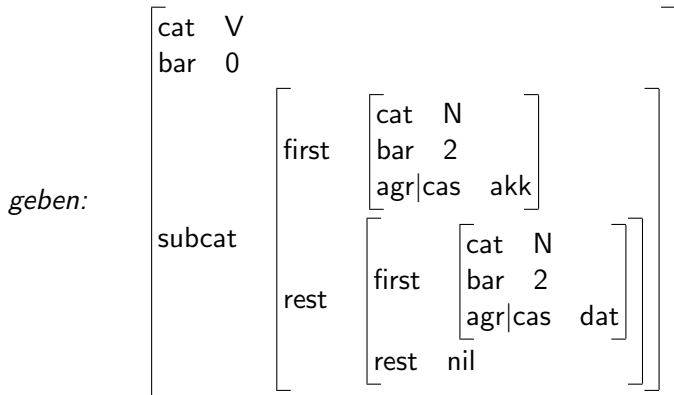 cat V
bar 0
cat N
first bar 2
agr|cas akk
geben:
subcat
cat N
first bar 2
rest
agr|cas dat
rest nil